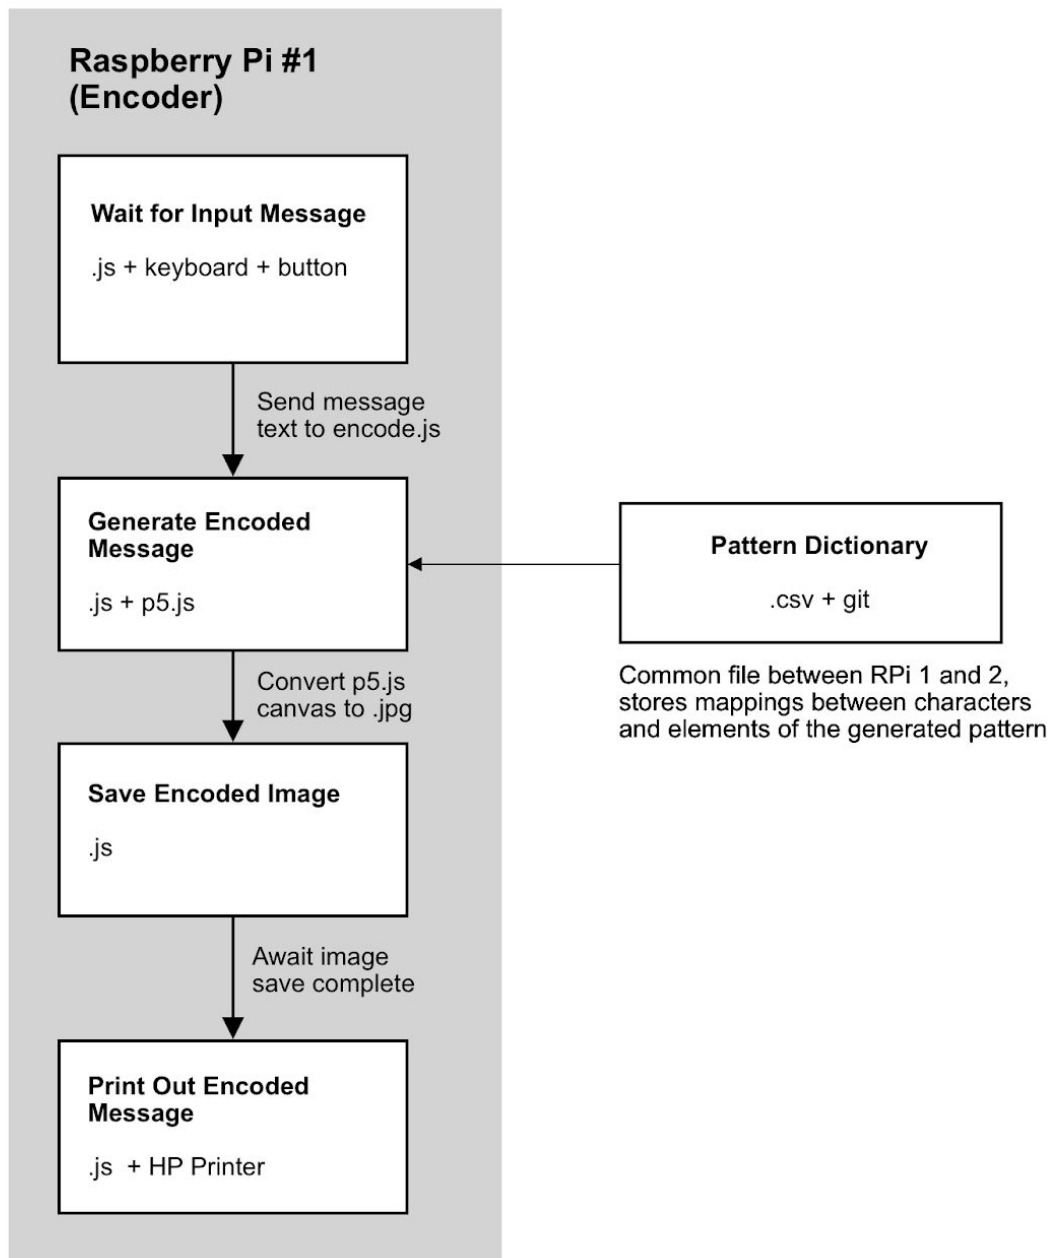 Raspberry Pi #1
(Encoder)
Wait for Input Message
.js + keyboard + button
Send message
text to encode.js
Generate Encoded
Message
.js + p5.js
Pattern Dictionary
.csv + git
Common file between RPi 1 and 2,
stores mappings between characters
and elements of the generated pattern
Convert p5.js
canvas to .jpg
Save Encoded Image
.js
Await image
save complete
Print Out Encoded
Message
.js + HP Printer